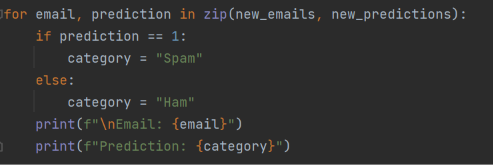 for email, prediction in zip(new_emails, new_predictions):
    if prediction == 1:
        category = "Spam"
    else:
        category = "Ham"
    print(f"\nEmail: {email}")
    print(f"Prediction: {category}")